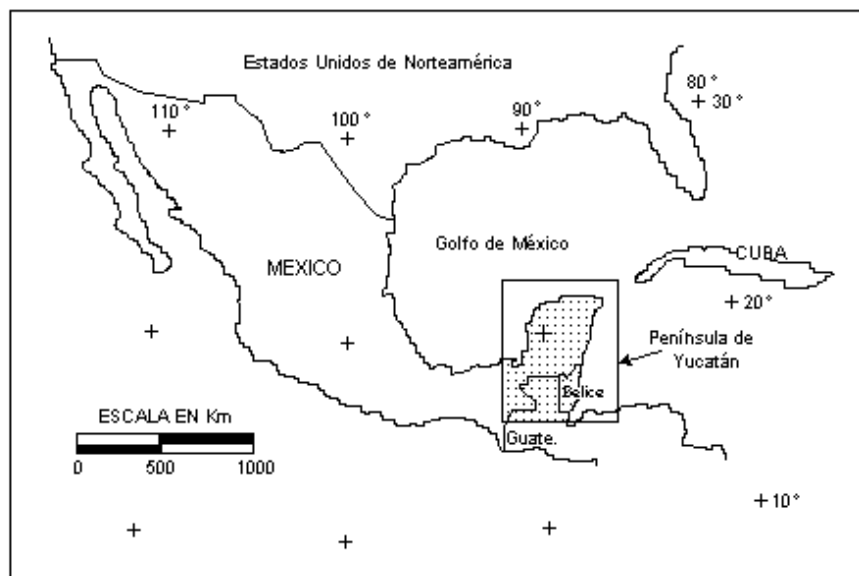 Estados Unidos de Norteamérica
80°
30°
110°
100°
90°
Golfo de México
CUBA
MEXICO
20°
Península de
Yucatán
Belice
ESCALA EN Km
Guate.
0 500 1000
10°